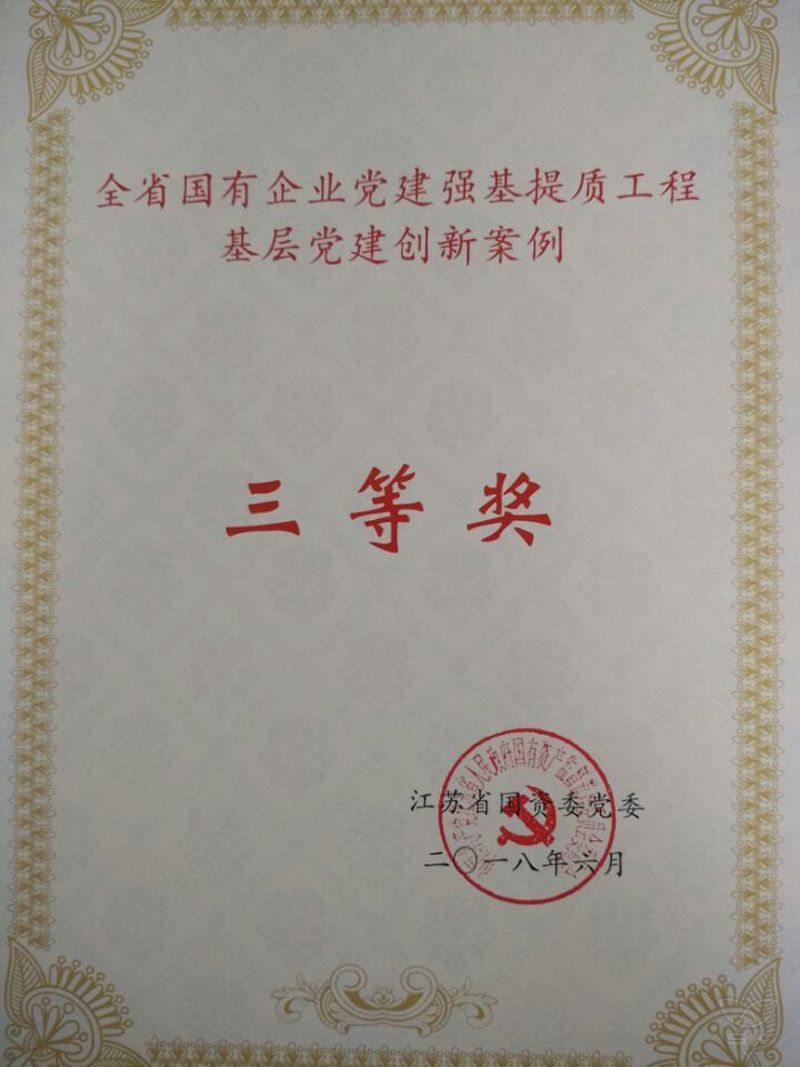 全省国有企业党建强基提质工程
基层党建创新案例
三等奖
江苏省国资委党委
二〇一八年六月